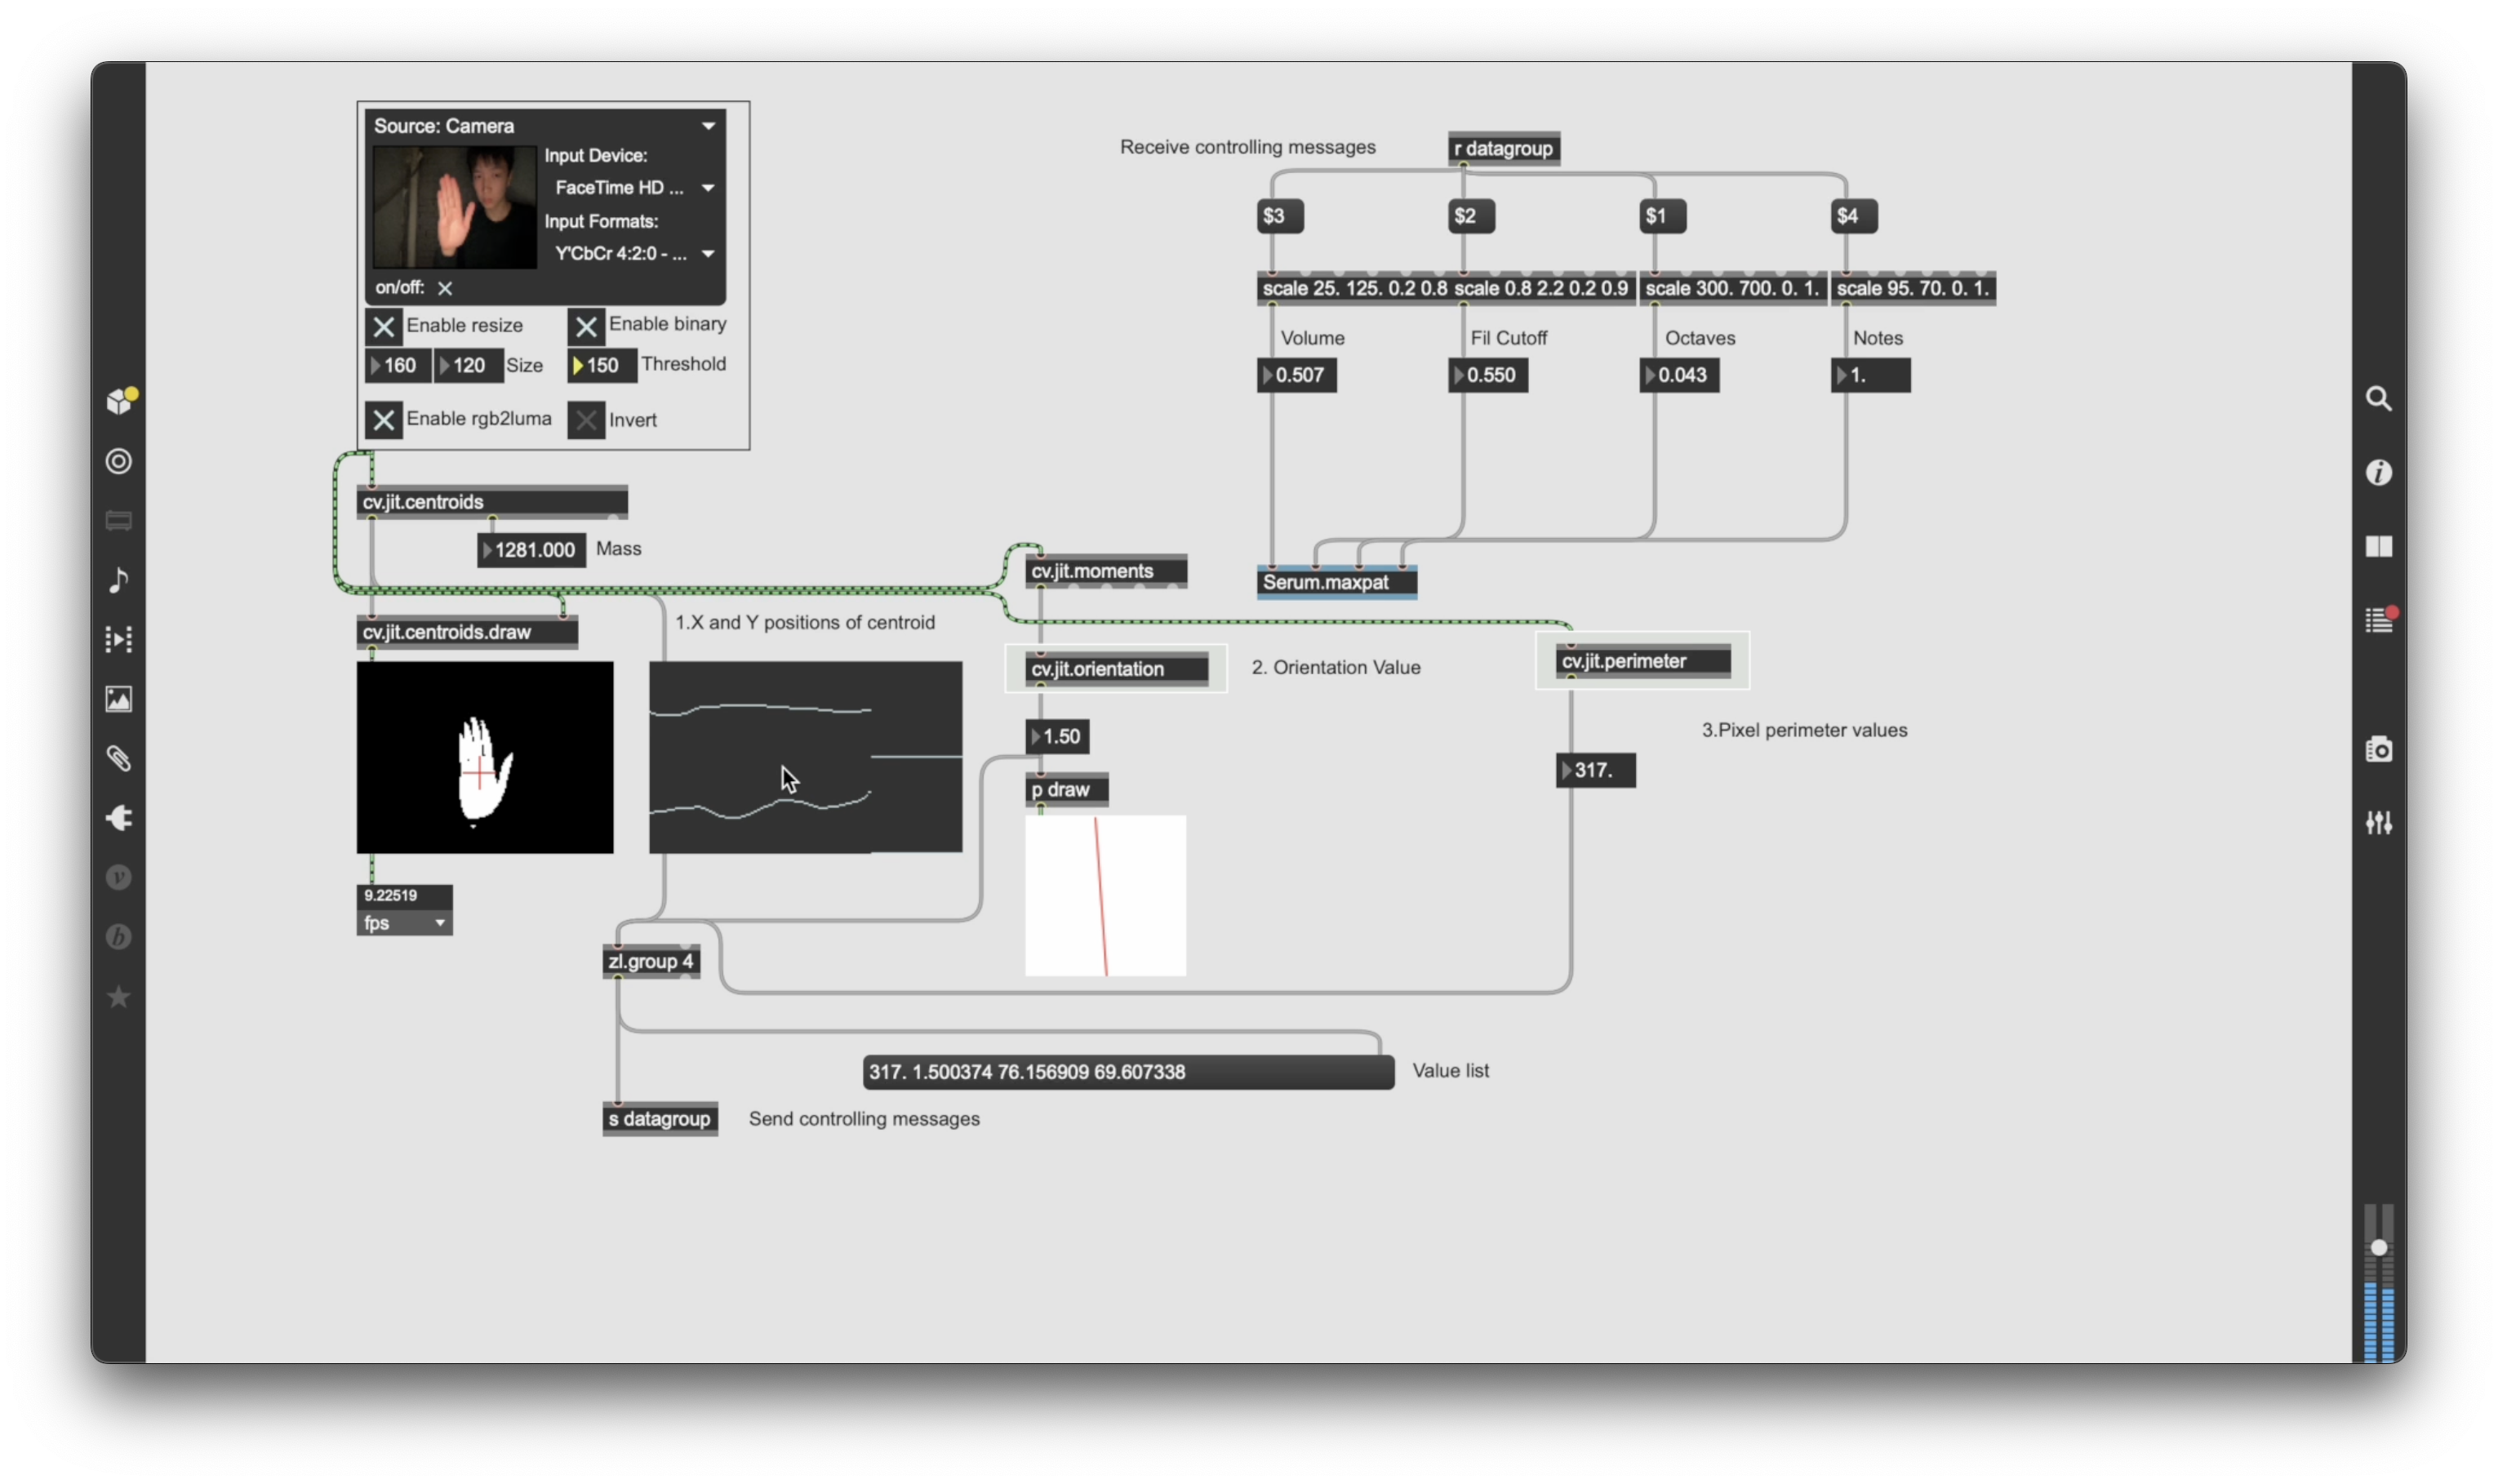 Source: Camera
Input Device:
FaceTime HD ...
Input Formats:
Y'CbCr 4:2:0 - ...
on/off:
Enable resize
Enable binary
160
120
Size
150
Threshold
Enable rgb2luma
Invert
cv.jit.centroids
1281.000
Mass
cv.jit.centroids.draw
1.X and Y positions of centroid
9.22519
fps
cv.jit.moments
cv.jit.orientation
2. Orientation Value
1.50
p draw
cv.jit.perimeter
3.Pixel perimeter values
317.
zl.group 4
317. 1.500374 76.156909 69.607338
Value list
s datagroup
Send controlling messages
Receive controlling messages
r datagroup
$3
$2
$1
$4
scale 25. 125. 0.2 0.8
scale 0.8 2.2 0.2 0.9
scale 300. 700. 0. 1.
scale 95. 70. 0. 1.
Volume
Fil Cutoff
Octaves
Notes
0.507
0.550
0.043
1.
Serum.maxpat